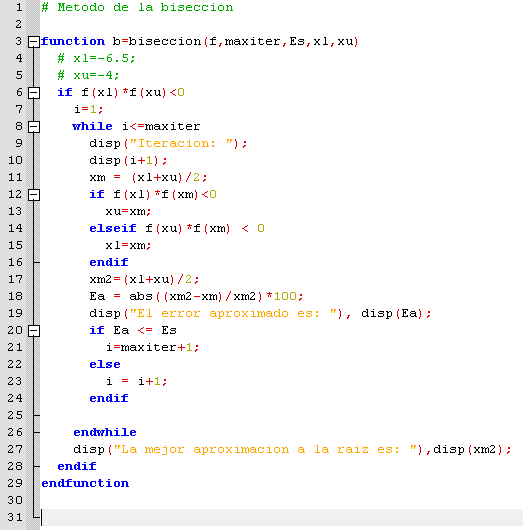 1 # Metodo de la biseccion
2
3 function b=biseccion(f,maxiter,Es,xl,xu)
4 # xl=-6.5;
5 # xu=-4;
6 if f(xl)*f(xu)<0
7 i=1;
8 while i<=maxiter
9 disp("Iteracion: ");
10 disp(i+1);
11 xm = (xl+xu)/2;
12 if f(xl)*f(xm)<0
13 xu=xm;
14 elseif f(xu)*f(xm) < 0
15 xl=xm;
16 endif
17 xm2=(xl+xu)/2;
18 Ea = abs((xm2-xm)/xm2)*100;
19 disp("El error aproximado es: "), disp(Ea);
20 if Ea <= Es
21 i=maxiter+1;
22 else
23 i = i+1;
24 endif
25
26 endwhile
27 disp("La mejor aproximacion a la raiz es: "),disp(xm2);
28 endif
29 endfunction
30
31